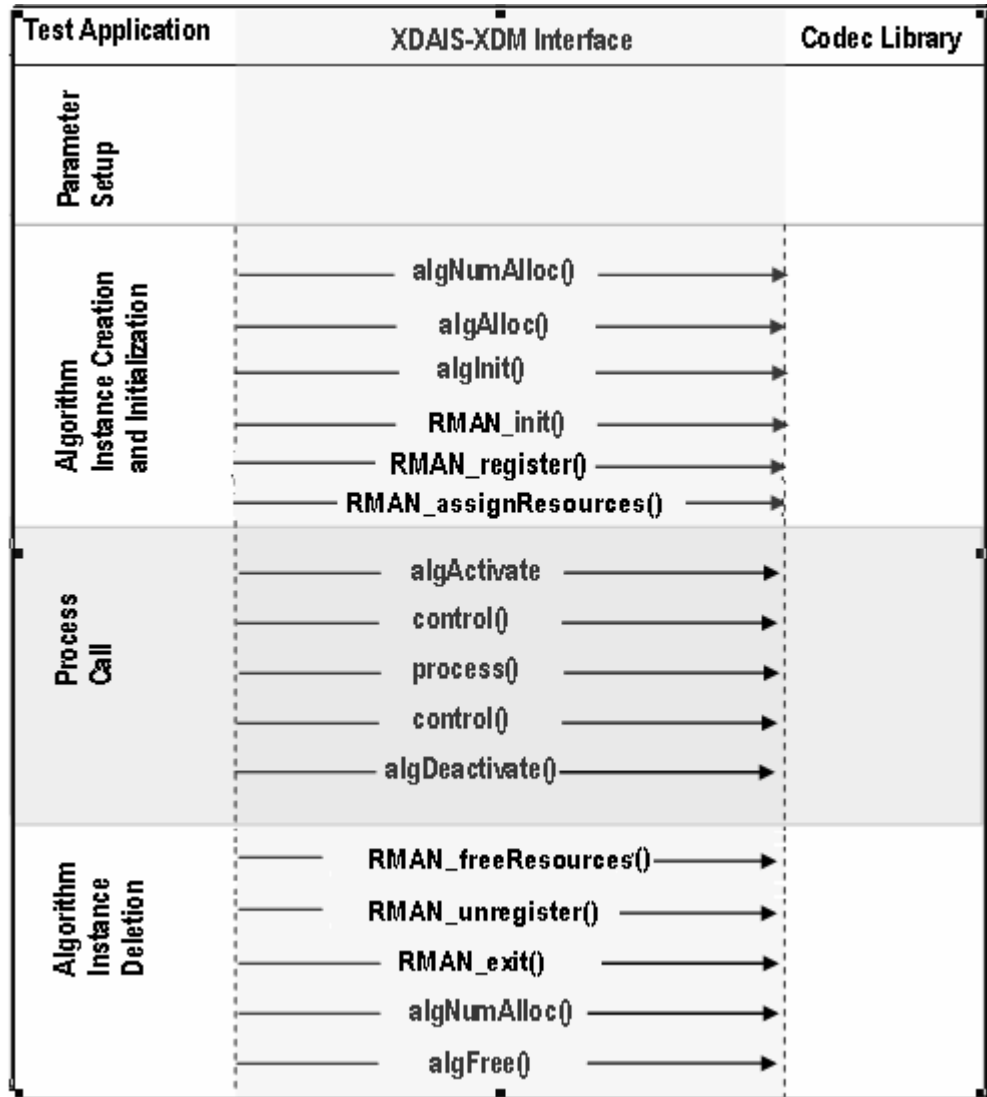 Test Application
XDAIS-XDM Interface
Codec Library
Parameter
Setup
Algorithm
Instance Creation
and Initialization
algNumAlloc()
algAlloc()
algInit()
RMAN_init()
RMAN_register()
RMAN_assignResources()
Process
Call
algActivate
control()
process()
control()
algDeactivate()
Algorithm
Instance
Deletion
RMAN_freeResources()
RMAN_unregister()
RMAN_exit()
algNumAlloc()
algFree()